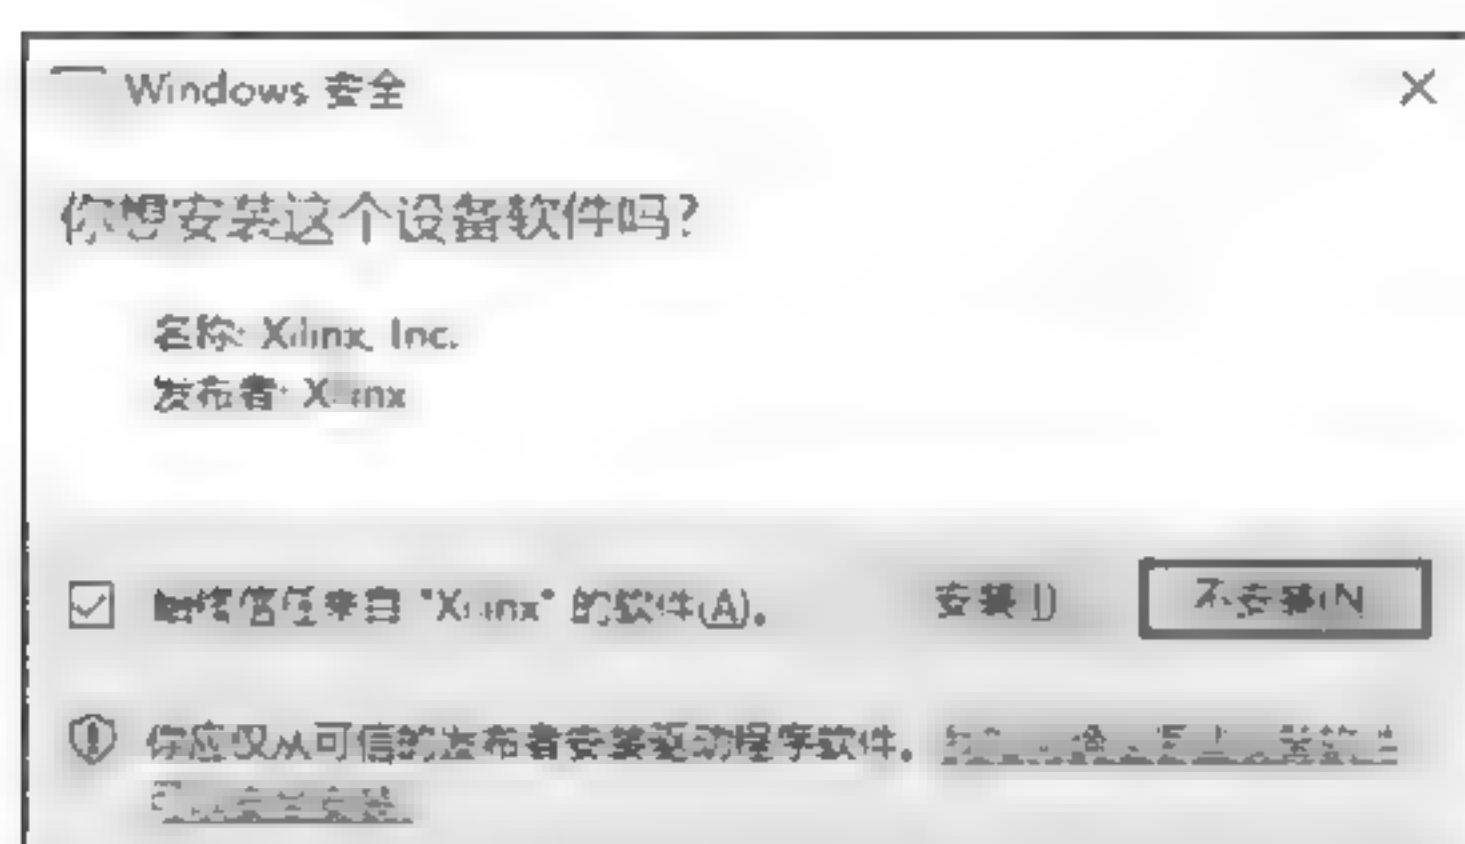 Windows 安全
你想安装这个设备软件吗?
名称: Xilinx, Inc.
发布者: Xilinx
始终信任来自 "Xilinx" 的软件(A)。
安装(I)
不安装(N)
你应仅从可信的发布者安装驱动程序软件。